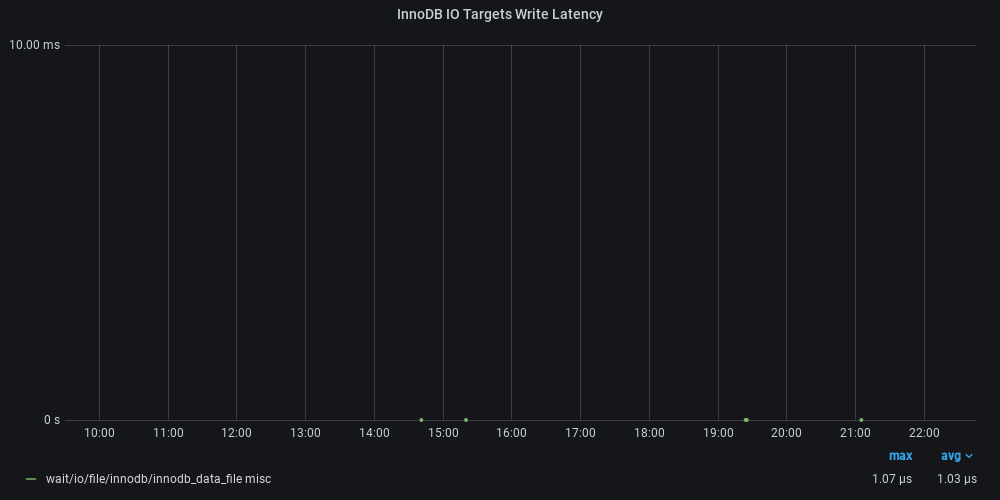 InnoDB IO Targets Write Latency
10.00 ms
0 s
10:00 11:00 12:00 13:00 14:00 15:00 16:00 17:00 18:00 19:00 20:00 21:00 22:00
max avg
wait/io/file/innodb/innodb_data_file misc 1.07 µs 1.03 µs